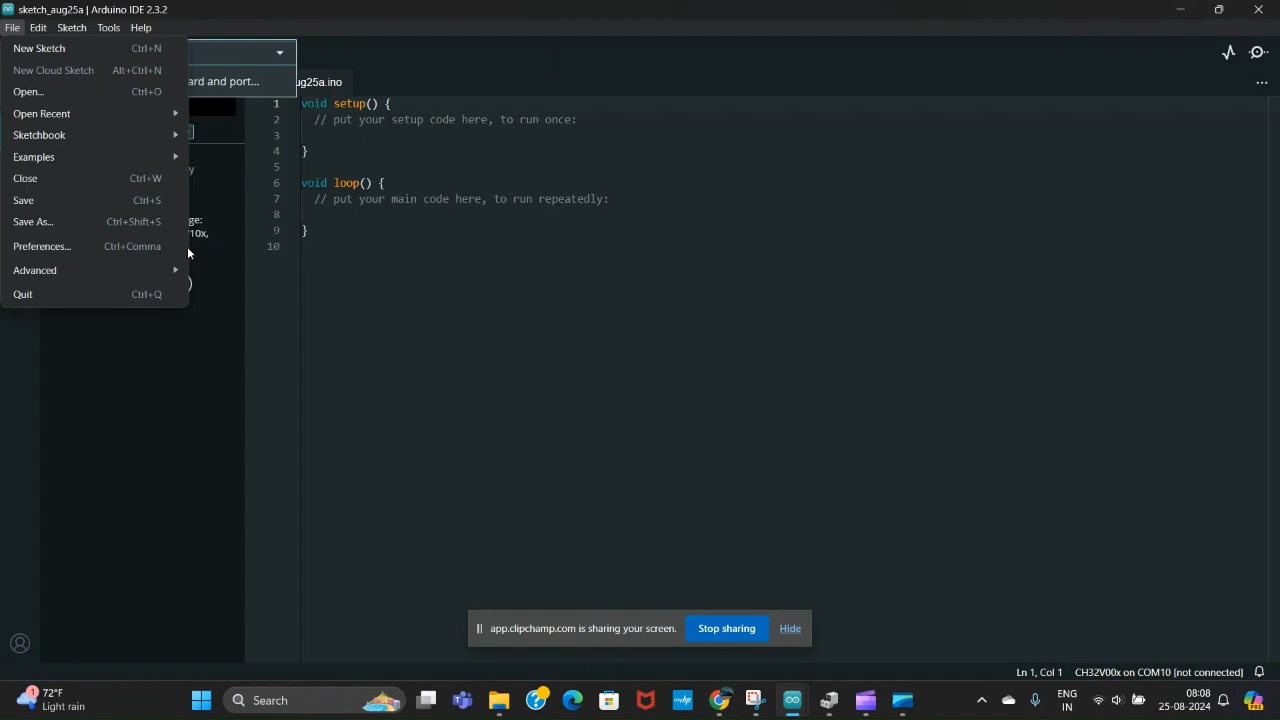 sketch_aug25a | Arduino IDE 2.3.2
File Edit Sketch Tools Help
New Sketch Ctrl+N
New Cloud Sketch Alt+Ctrl+N
Open... Ctrl+O
Open Recent
Sketchbook
Examples
Close Ctrl+W
Save Ctrl+S
Save As... Ctrl+Shift+S
Preferences... Ctrl+Comma
Advanced
Quit Ctrl+Q
ard and port...
ug25a.ino
ge:
10x,
1 void setup() {
2 // put your setup code here, to run once:
3
4 }
5
6 void loop() {
7 // put your main code here, to run repeatedly:
8
9 }
10
app.clipchamp.com is sharing your screen. Stop sharing Hide
Ln 1, Col 1 CH32V00x on COM10 [not connected]
1
72°F
Light rain
Search
mhp
ENG
IN
08:08
25-08-2024
PRE